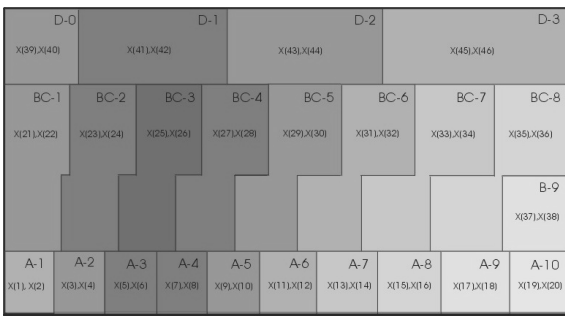 D-0 D-1 D-2 D-3
X(39),X(40) X(41),X(42) X(43),X(44) X(45),X(46)
BC-1 BC-2 BC-3 BC-4 BC-5 BC-6 BC-7 BC-8
X(21),X(22) X(23),X(24) X(25),X(26) X(27),X(28) X(29),X(30) X(31),X(32) X(33),X(34) X(35),X(36)
B-9
X(37),X(38)
A-1 A-2 A-3 A-4 A-5 A-6 A-7 A-8 A-9 A-10
X(1), X(2) X(3),X(4) X(5),X(6) X(7),X(8) X(9),X(10) X(11),X(12) X(13),X(14) X(15),X(16) X(17),X(18) X(19),X(20)